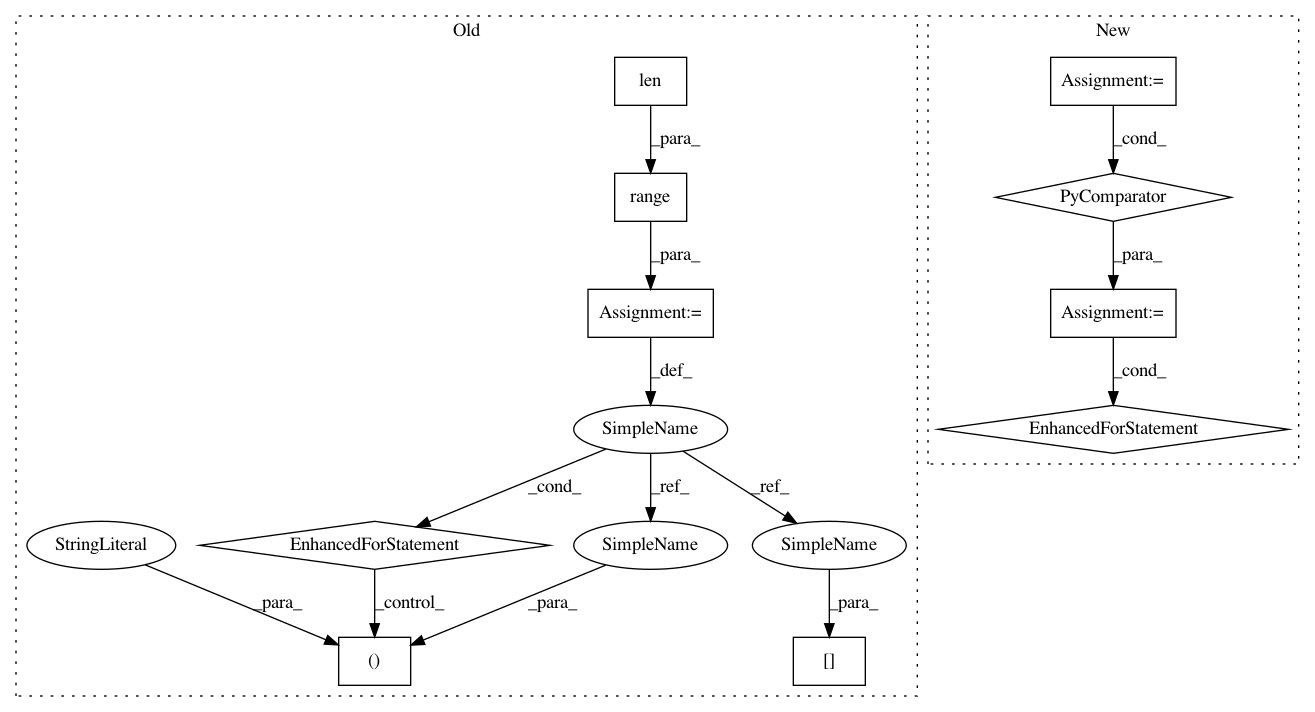 Old
New
len
Assignment:=
_para_
_cond_
range
PyComparator
_para_
_para_
Assignment:=
Assignment:=
_def_
_cond_
SimpleName
EnhancedForStatement
_cond_
_ref_
_ref_
StringLiteral
EnhancedForStatement
SimpleName
SimpleName
_para_
_control_
_para_
_para_
()
[]